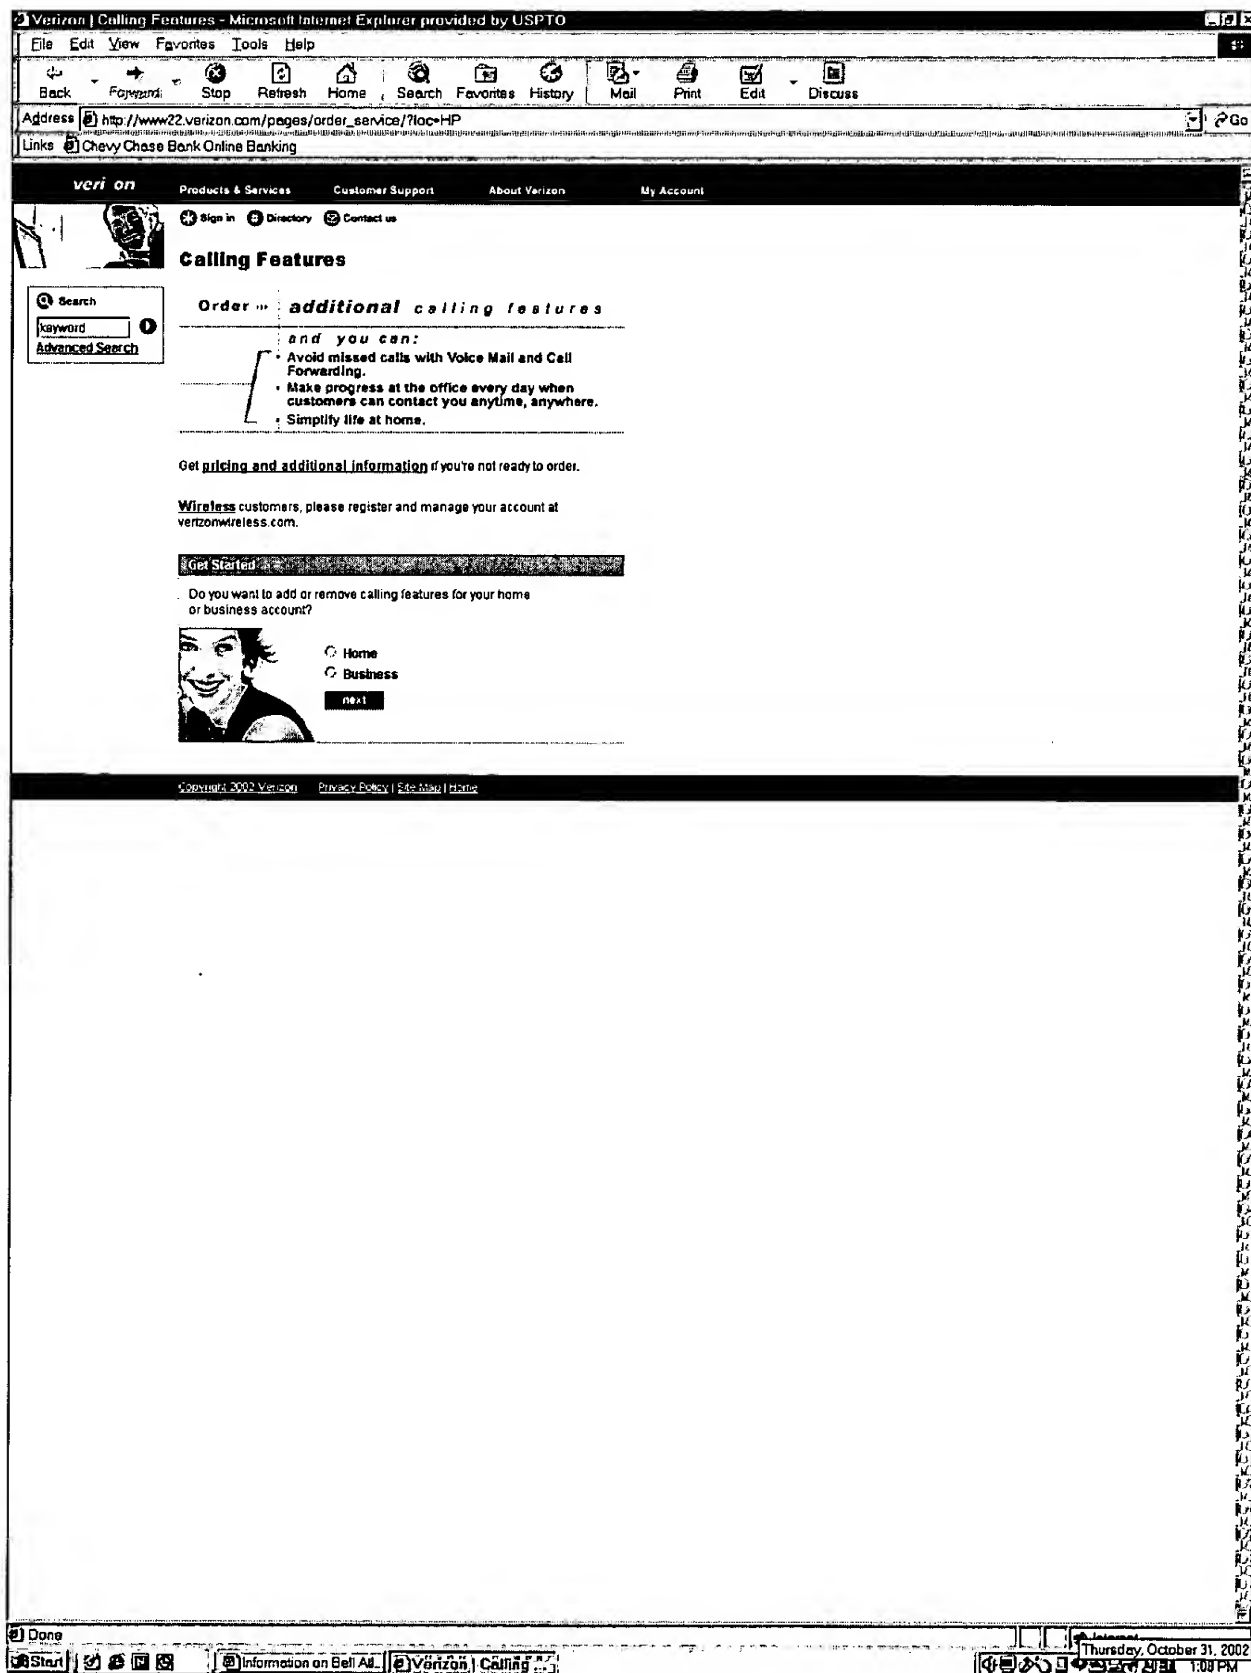 Verizon | Calling Features - Microsoft Internet Explorer provided by USPTO
File Edit View Favorites Tools Help
Back Forward Stop Refresh Home Search Favorites History Mail Print Edit Discuss
Address http://www22.verizon.com/pages/order_service/?loc=HP Go
Links Chevy Chase Bank Online Banking
veri on Products & Services Customer Support About Verizon My Account
Sign in Directory Contact us
Calling Features
Search
keyword
Advanced Search
Order ››› additional calling features
and you can:
• Avoid missed calls with Voice Mail and Call
Forwarding.
• Make progress at the office every day when
customers can contact you anytime, anywhere.
• Simplify life at home.
Get pricing and additional information if you're not ready to order.
Wireless customers, please register and manage your account at
verizonwireless.com.
Get Started
Do you want to add or remove calling features for your home
or business account?
Home
Business
next
Copyright 2002 Verizon Privacy Policy | Site Map | Home
Done
Thursday, October 31, 2002
Start Information on Bell Atl... Verizon | Calling ... 1:08 PM